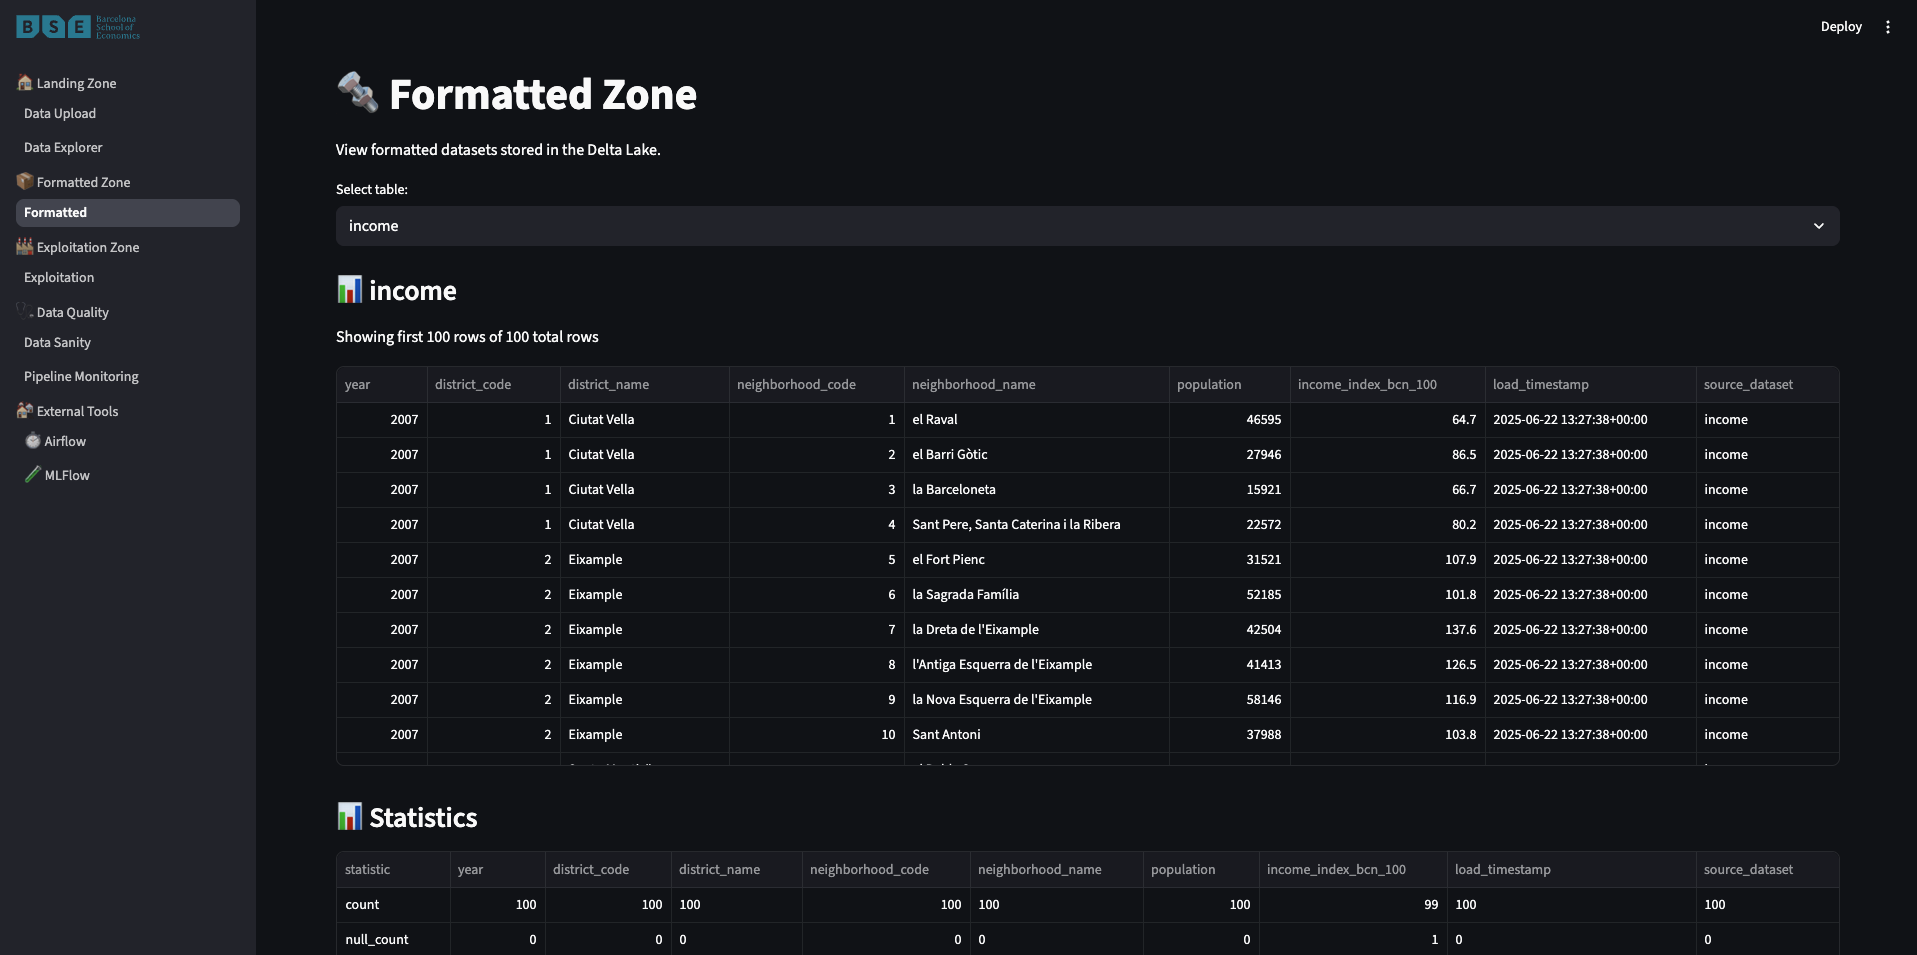 BSE Barcelona
School of
Economics
Deploy
Landing Zone
Data Upload
Data Explorer
Formatted Zone
Formatted
Exploitation Zone
Exploitation
Data Quality
Data Sanity
Pipeline Monitoring
External Tools
Airflow
MLFlow
Formatted Zone
View formatted datasets stored in the Delta Lake.
Select table:
income
income
Showing first 100 rows of 100 total rows
year district_code district_name neighborhood_code neighborhood_name population income_index_bcn_100 load_timestamp source_dataset
2007 1 Ciutat Vella 1 el Raval 46595 64.7 2025-06-22 13:27:38+00:00 income
2007 1 Ciutat Vella 2 el Barri Gòtic 27946 86.5 2025-06-22 13:27:38+00:00 income
2007 1 Ciutat Vella 3 la Barceloneta 15921 66.7 2025-06-22 13:27:38+00:00 income
2007 1 Ciutat Vella 4 Sant Pere, Santa Caterina i la Ribera 22572 80.2 2025-06-22 13:27:38+00:00 income
2007 2 Eixample 5 el Fort Pienc 31521 107.9 2025-06-22 13:27:38+00:00 income
2007 2 Eixample 6 la Sagrada Família 52185 101.8 2025-06-22 13:27:38+00:00 income
2007 2 Eixample 7 la Dreta de l'Eixample 42504 137.6 2025-06-22 13:27:38+00:00 income
2007 2 Eixample 8 l'Antiga Esquerra de l'Eixample 41413 126.5 2025-06-22 13:27:38+00:00 income
2007 2 Eixample 9 la Nova Esquerra de l'Eixample 58146 116.9 2025-06-22 13:27:38+00:00 income
2007 2 Eixample 10 Sant Antoni 37988 103.8 2025-06-22 13:27:38+00:00 income
Statistics
statistic year district_code district_name neighborhood_code neighborhood_name population income_index_bcn_100 load_timestamp source_dataset
count 100 100 100 100 100 100 99 100 100
null_count 0 0 0 0 0 0 1 0 0